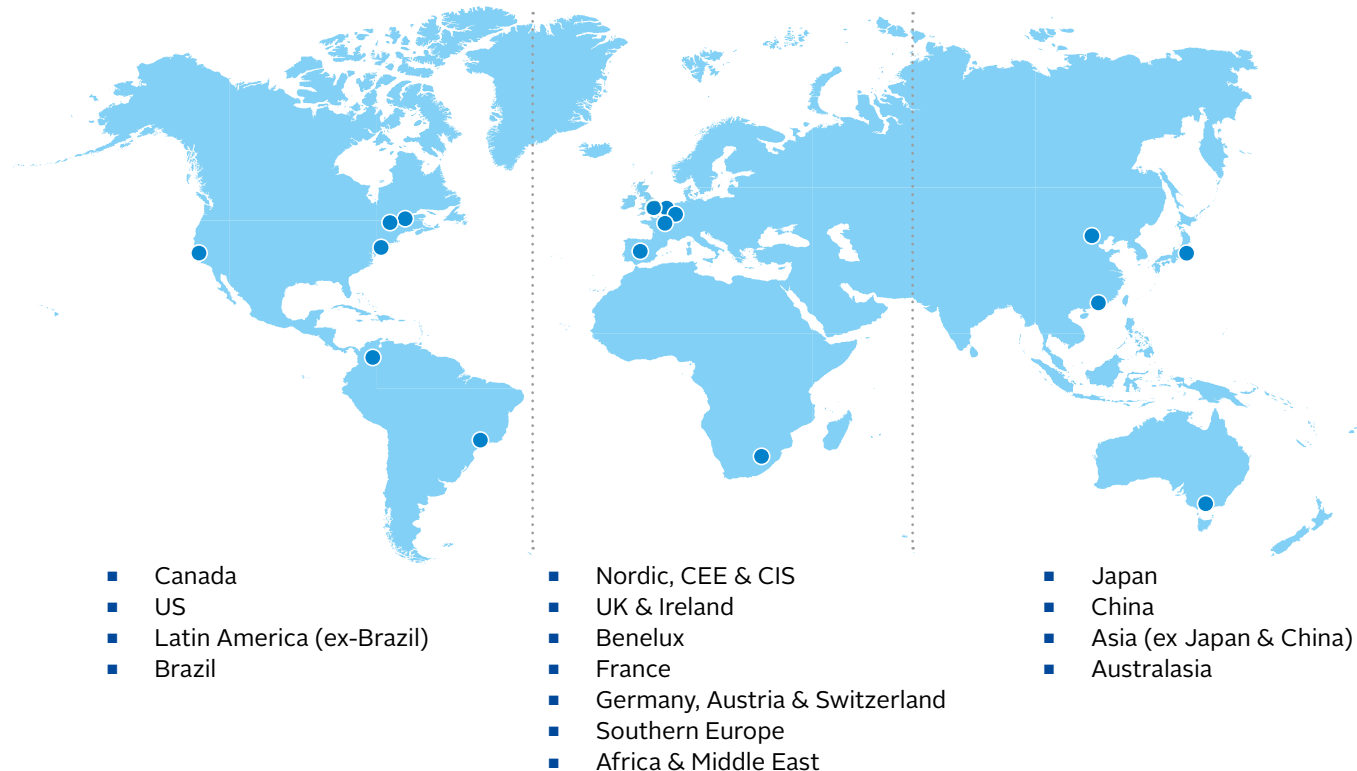 Canada
US
Latin America (ex-Brazil)
Brazil
Nordic, CEE & CIS
UK & Ireland
Benelux
France
Germany, Austria & Switzerland
Southern Europe
Africa & Middle East
Japan
China
Asia (ex Japan & China)
Australasia